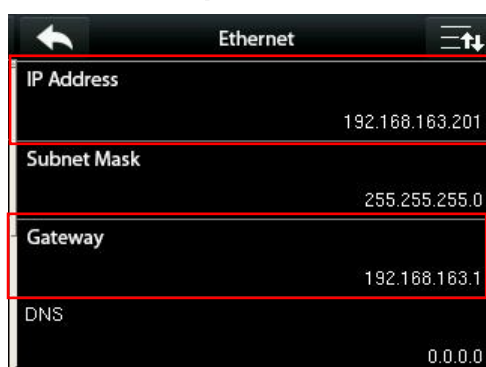 Ethernet
IP Address
192.168.163.201
Subnet Mask
255.255.255.0
Gateway
192.168.163.1
DNS
0.0.0.0